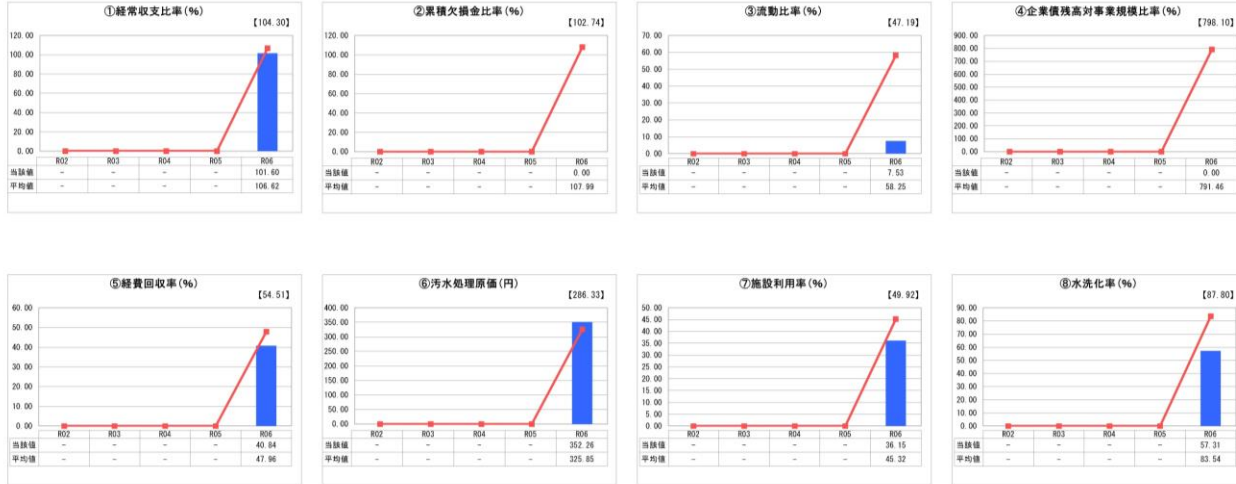 ①経常収支比率(%)
【104.30】
120.00
100.00
80.00
60.00
40.00
20.00
0.00
R02 R03 R04 R05 R06
当該値 - - - - 101.60
平均値 - - - - 106.62
②累積欠損金比率(%)
【102.74】
120.00
100.00
80.00
60.00
40.00
20.00
0.00
R02 R03 R04 R05 R06
当該値 - - - - 0.00
平均値 - - - - 107.99
③流動比率(%)
【47.19】
70.00
60.00
50.00
40.00
30.00
20.00
10.00
0.00
R02 R03 R04 R05 R06
当該値 - - - - 7.53
平均値 - - - - 58.25
④企業債残高対事業規模比率(%)
【798.10】
900.00
800.00
700.00
600.00
500.00
400.00
300.00
200.00
100.00
0.00
R02 R03 R04 R05 R06
当該値 - - - - 0.00
平均値 - - - - 791.46
⑤経費回収率(%)
【54.51】
60.00
50.00
40.00
30.00
20.00
10.00
0.00
R02 R03 R04 R05 R06
当該値 - - - - 40.84
平均値 - - - - 47.96
⑥汚水処理原価(円)
【286.33】
400.00
350.00
300.00
250.00
200.00
150.00
100.00
50.00
0.00
R02 R03 R04 R05 R06
当該値 - - - - 352.26
平均値 - - - - 325.85
⑦施設利用率(%)
【49.92】
50.00
45.00
40.00
35.00
30.00
25.00
20.00
15.00
10.00
5.00
0.00
R02 R03 R04 R05 R06
当該値 - - - - 36.15
平均値 - - - - 45.32
⑧水洗化率(%)
【87.80】
90.00
80.00
70.00
60.00
50.00
40.00
30.00
20.00
10.00
0.00
R02 R03 R04 R05 R06
当該値 - - - - 57.31
平均値 - - - - 83.54